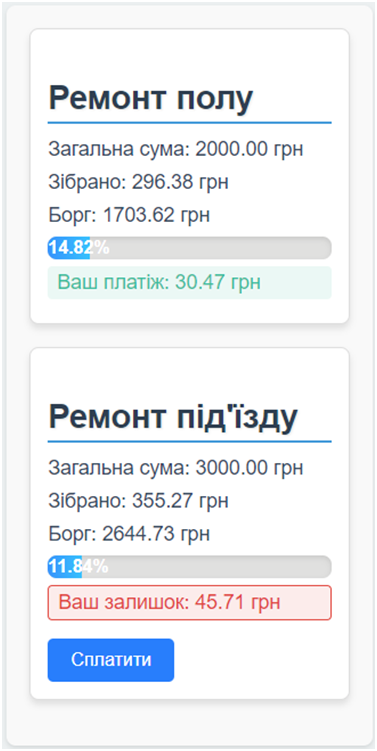 Ремонт полу
Загальна сума: 2000.00 грн
Зібрано: 296.38 грн
Борг: 1703.62 грн
14.82%
Ваш платіж: 30.47 грн
Ремонт під'їзду
Загальна сума: 3000.00 грн
Зібрано: 355.27 грн
Борг: 2644.73 грн
11.84%
Ваш залишок: 45.71 грн
Сплатити